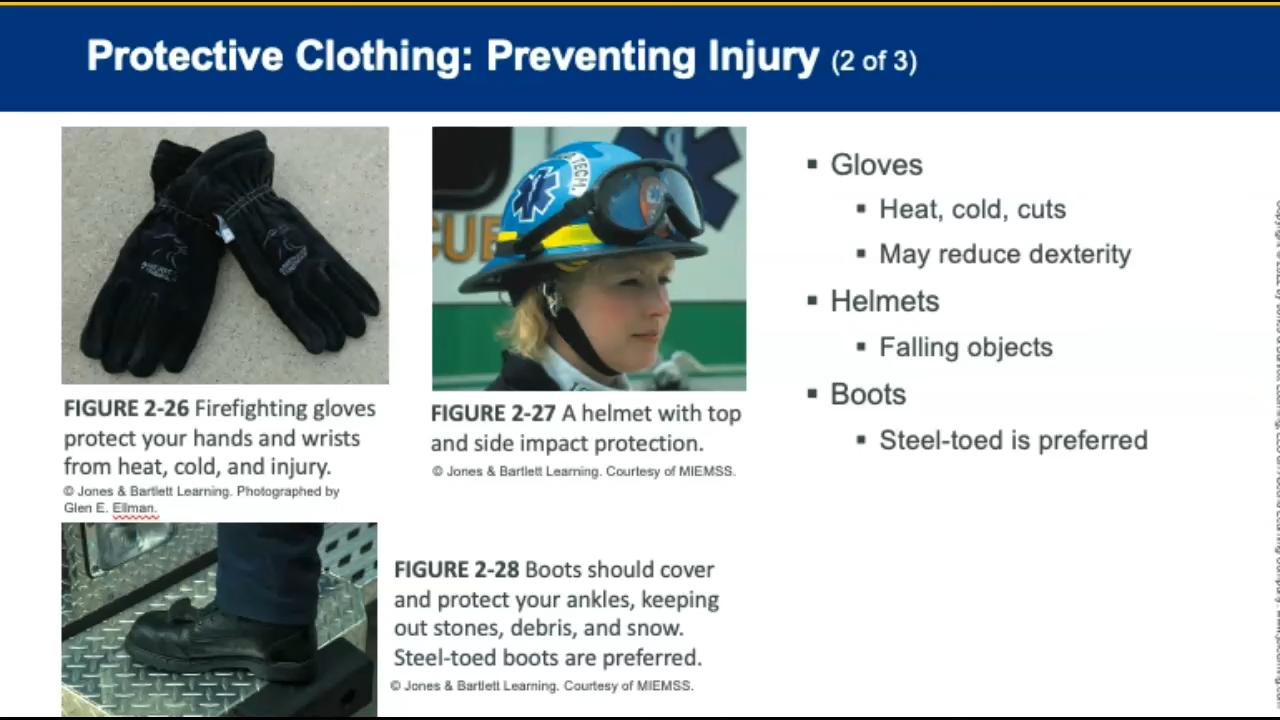 Protective Clothing: Preventing Injury (2 of 3)
TECH.
CUE
FIGURE 2-26 Firefighting gloves
protect your hands and wrists
from heat, cold, and injury.
© Jones & Bartlett Learning. Photographed by
Glen E. Ellman.
FIGURE 2-27 A helmet with top
and side impact protection.
© Jones & Bartlett Learning. Courtesy of MIEMSS.
FIGURE 2-28 Boots should cover
and protect your ankles, keeping
out stones, debris, and snow.
Steel-toed boots are preferred.
© Jones & Bartlett Learning. Courtesy of MIEMSS.
▪ Gloves
▪ Heat, cold, cuts
▪ May reduce dexterity
▪ Helmets
▪ Falling objects
▪ Boots
▪ Steel-toed is preferred